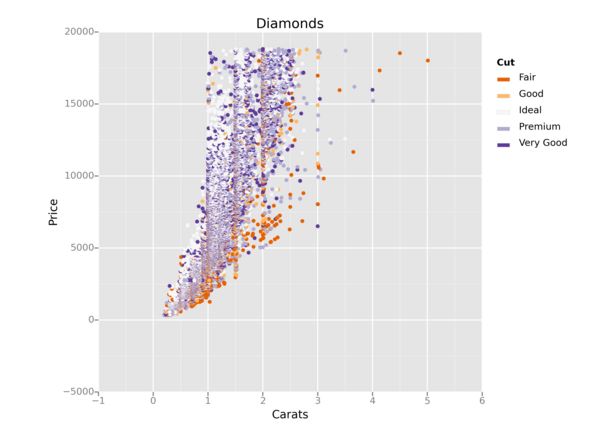 Diamonds
20000
15000
10000
5000
0
−5000
−1
0
1
2
3
4
5
6
Price
Carats
Cut
Fair
Good
Ideal
Premium
Very Good